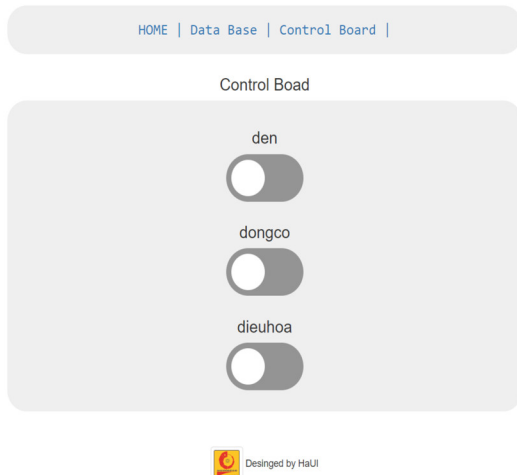 HOME | Data Base | Control Board |
Control Boad
den
dongco
dieuhoa
Desinged by HaUI